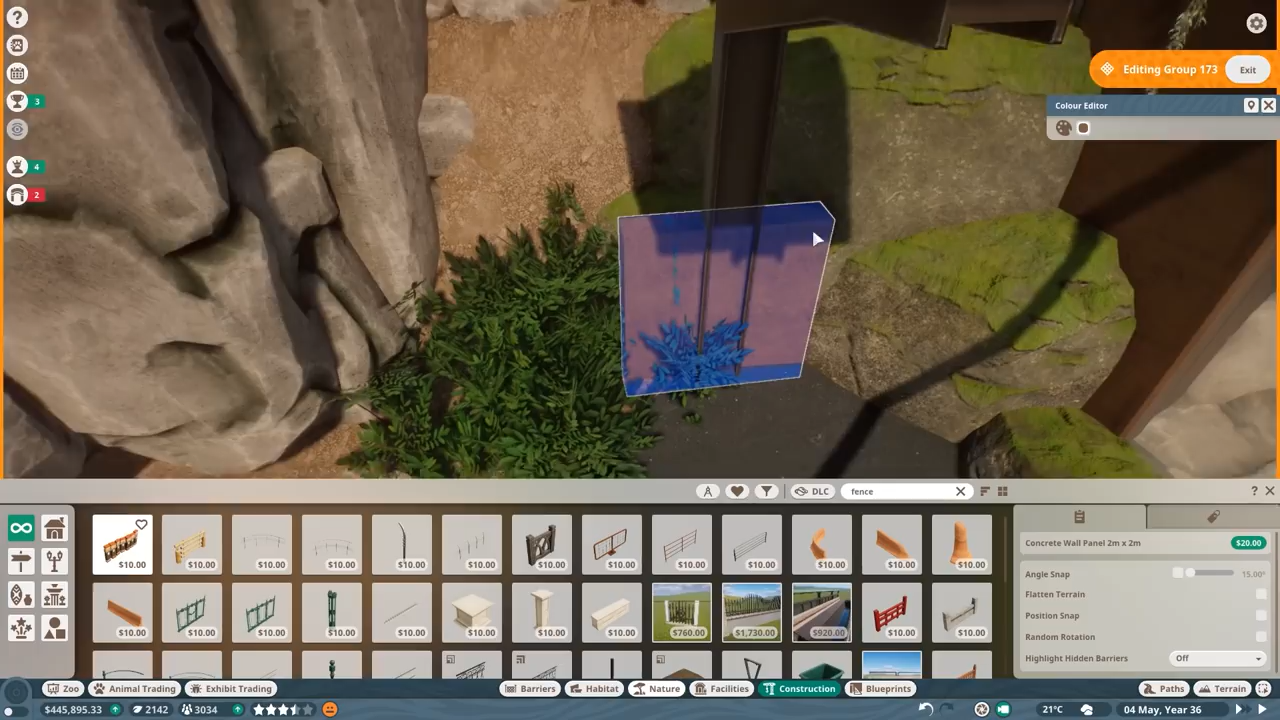 ?
Editing Group 173
Exit
Colour Editor
3
4
2
DLC
fence
?
$10.00 $10.00 $10.00 $10.00 $10.00 $10.00 $10.00 $10.00 $10.00 $10.00 $10.00 $10.00 $10.00
$10.00 $10.00 $10.00 $10.00 $10.00 $10.00 $10.00 $10.00 $760.00 $1,730.00 $920.00 $10.00 $10.00
Concrete Wall Panel 2m x 2m $20.00
Angle Snap 15.00°
Flatten Terrain
Position Snap
Random Rotation
Highlight Hidden Barriers Off
Zoo Animal Trading Exhibit Trading Barriers Habitat Nature Facilities Construction Blueprints Paths Terrain
$445,895.33 2142 3034 21°C 04 May, Year 36